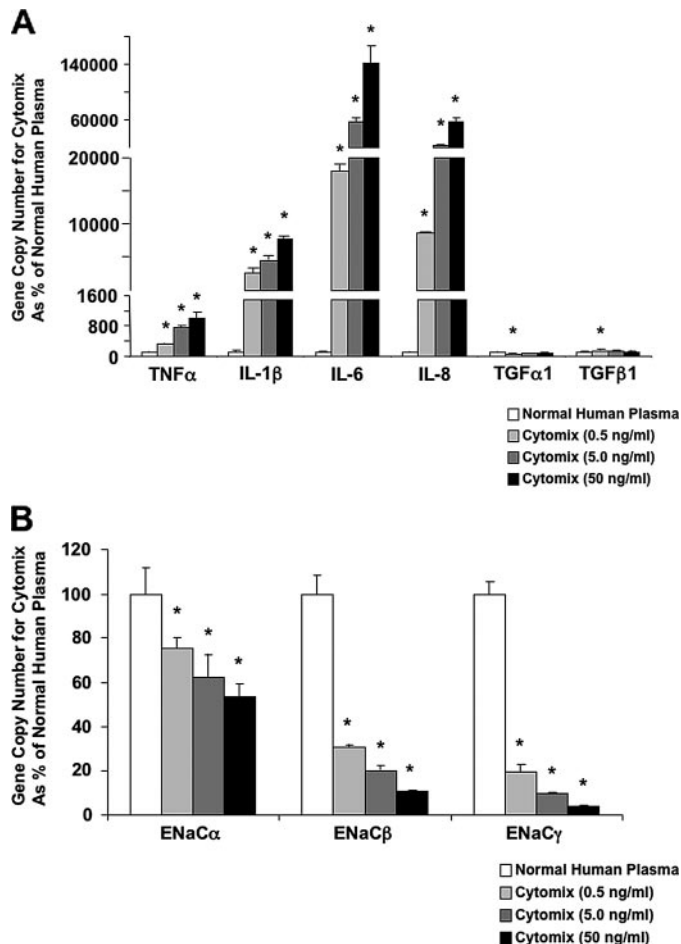 A
Gene Copy Number for Cytomix
As % of Normal Human Plasma
140000
60000
20000
10000
1600
800
0
* * * * * * * * * * * * * *
TNFα IL-1β IL-6 IL-8 TGFα1 TGFβ1
Normal Human Plasma
Cytomix (0.5 ng/ml)
Cytomix (5.0 ng/ml)
Cytomix (50 ng/ml)
B
Gene Copy Number for Cytomix
As % of Normal Human Plasma
120
100
80
60
40
20
0
* * * * * * * * *
ENaCα ENaCβ ENaCγ
Normal Human Plasma
Cytomix (0.5 ng/ml)
Cytomix (5.0 ng/ml)
Cytomix (50 ng/ml)